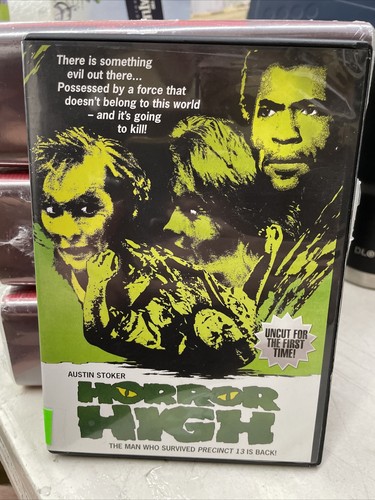 There is something
evil out there...
Possessed by a force that
doesn't belong to this world
– and it's going
to kill!
UNCUT FOR
THE FIRST
TIME!
AUSTIN STOKER
HORROR
HIGH
THE MAN WHO SURVIVED PRECINCT 13 IS BACK!